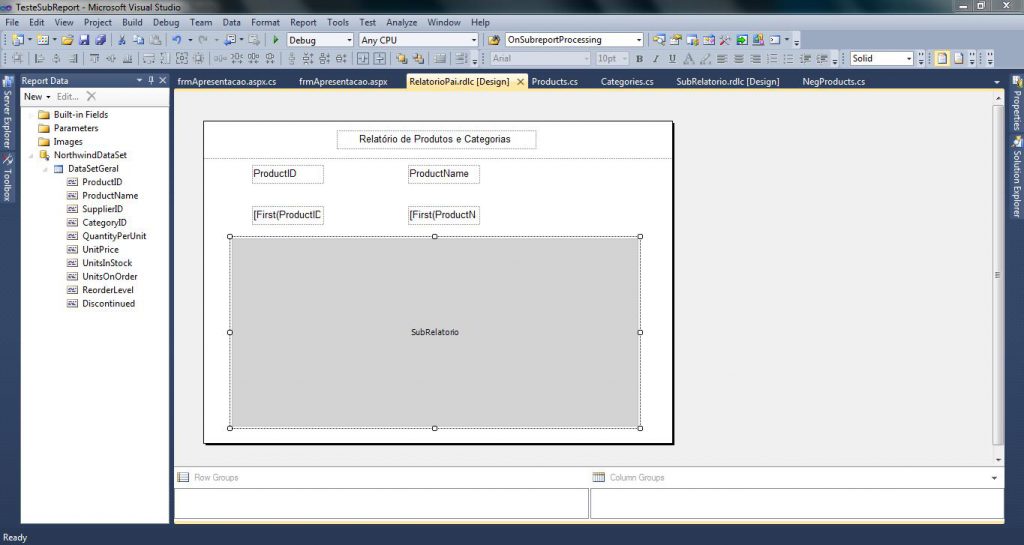 TesteSubReport - Microsoft Visual Studio
File Edit View Project Build Debug Team Data Format Report Tools Test Analyze Window Help
Debug Any CPU OnSubreportProcessing
Arial 10pt B I U A Solid
Report Data
frmApresentacao.aspx.cs frmApresentacao.aspx RelatorioPai.rdlc [Design] Products.cs Categories.cs SubRelatorio.rdlc [Design] NegProducts.cs
New Edit...
Built-in Fields
Parameters
Images
NorthwindDataSet
DataSetGeral
ProductID
ProductName
SupplierID
CategoryID
QuantityPerUnit
UnitPrice
UnitsInStock
UnitsOnOrder
ReorderLevel
Discontinued
Server Explorer
Toolbox
Relatório de Produtos e Categorias
ProductID ProductName
[First(ProductID [First(ProductN
SubRelatorio
Row Groups Column Groups
Properties
Solution Explorer
Ready